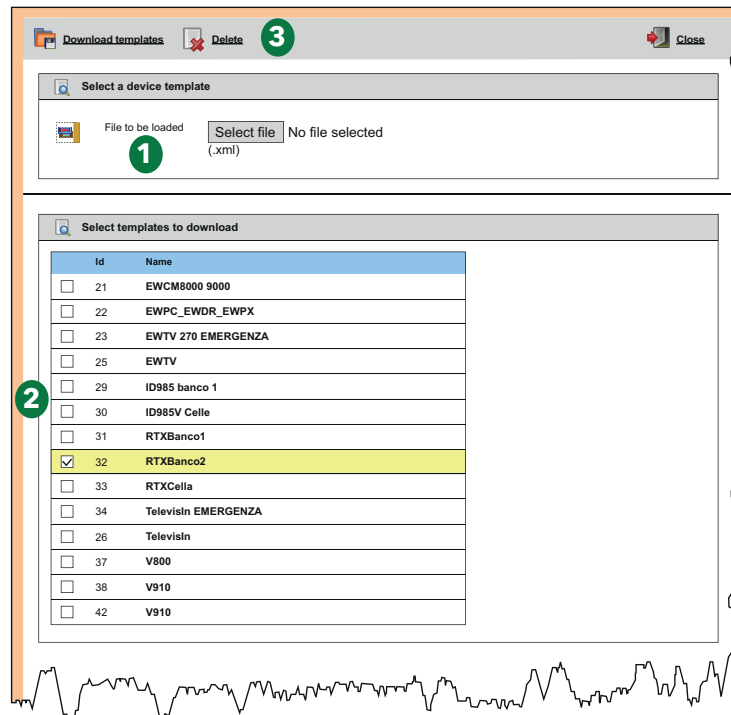 Download templates Delete 3 Close
Select a device template
File to be loaded Select file No file selected
1 (.xml)
Select templates to download
Id Name
21 EWCM8000 9000
22 EWPC_EWDR_EWPX
23 EWTV 270 EMERGENZA
25 EWTV
2 29 ID985 banco 1
30 ID985V Celle
31 RTXBanco1
32 RTXBanco2
33 RTXCella
34 TelevisIn EMERGENZA
26 TelevisIn
37 V800
38 V910
42 V910